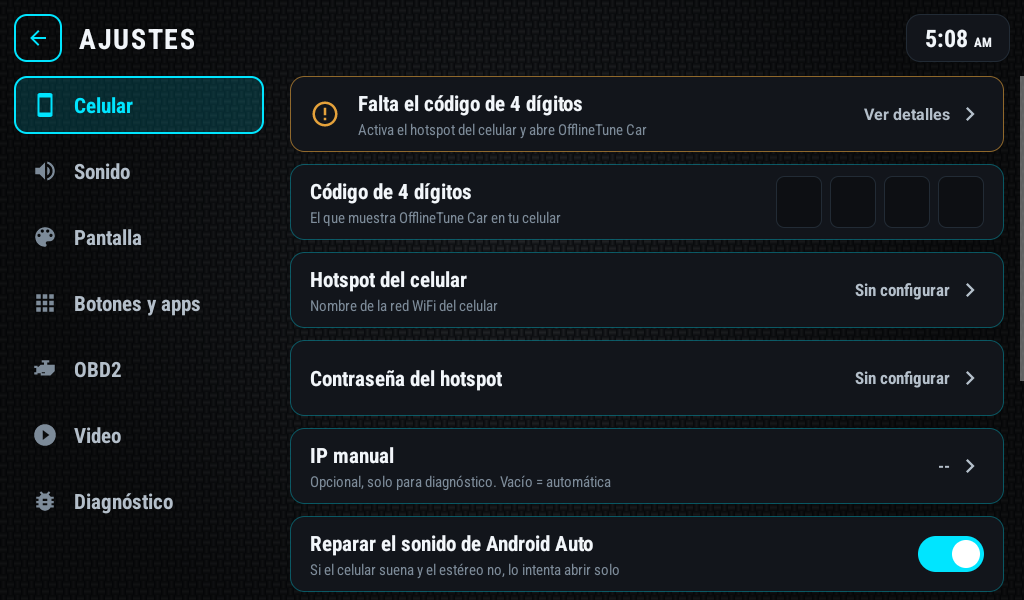 AJUSTES
5:08 AM
Celular
Sonido
Pantalla
Botones y apps
OBD2
Video
Diagnóstico
Falta el código de 4 dígitos
Activa el hotspot del celular y abre OfflineTune Car
Ver detalles
Código de 4 dígitos
El que muestra OfflineTune Car en tu celular
Hotspot del celular
Nombre de la red WiFi del celular
Sin configurar
Contraseña del hotspot
Sin configurar
IP manual
Opcional, solo para diagnóstico. Vacío = automática
--
Reparar el sonido de Android Auto
Si el celular suena y el estéreo no, lo intenta abrir solo